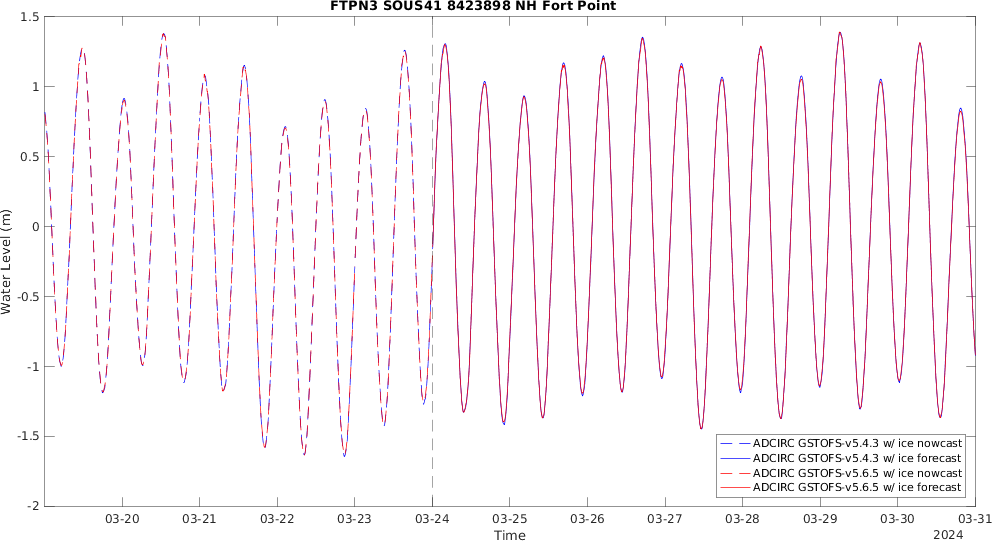 FTPN3 SOUS41 8423898 NH Fort Point
1.5
1
0.5
0
-0.5
-1
-1.5
-2
Water Level (m)
ADCIRC GSTOFS-v5.4.3 w/ ice nowcast
ADCIRC GSTOFS-v5.4.3 w/ ice forecast
ADCIRC GSTOFS-v5.6.5 w/ ice nowcast
ADCIRC GSTOFS-v5.6.5 w/ ice forecast
03-20 03-21 03-22 03-23 03-24 03-25 03-26 03-27 03-28 03-29 03-30 03-31
Time
2024